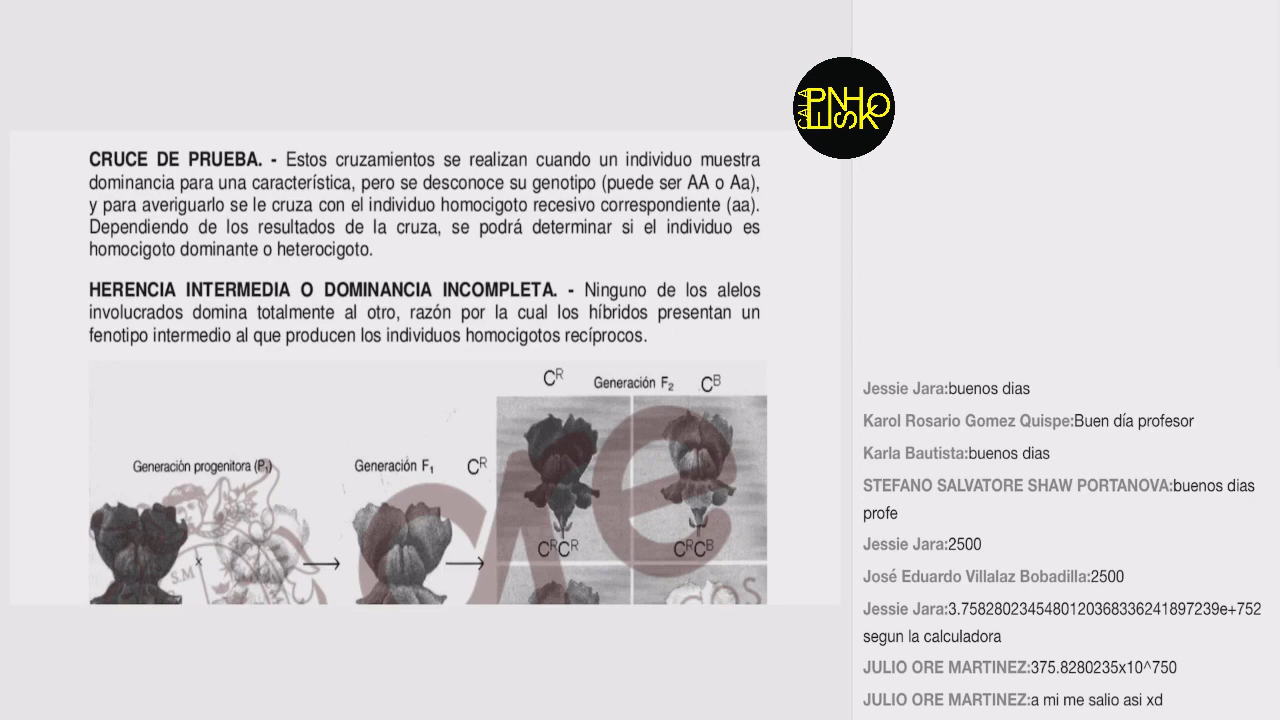 CALA
PENHSKO
CRUCE DE PRUEBA. - Estos cruzamientos se realizan cuando un individuo muestra
dominancia para una característica, pero se desconoce su genotipo (puede ser AA o Aa),
y para averiguarlo se le cruza con el individuo homocigoto recesivo correspondiente (aa).
Dependiendo de los resultados de la cruza, se podrá determinar si el individuo es
homocigoto dominante o heterocigoto.
HERENCIA INTERMEDIA O DOMINANCIA INCOMPLETA. - Ninguno de los alelos
involucrados domina totalmente al otro, razón por la cual los híbridos presentan un
fenotipo intermedio al que producen los individuos homocigotos recíprocos.
Cᴿ Generación F₂ Cᴮ
Generación progenitora (P₁) Generación F₁ Cᴿ
CᴿCᴿ CᴿCᴮ
x
S.M
Jessie Jara:buenos dias
Karol Rosario Gomez Quispe:Buen día profesor
Karla Bautista:buenos dias
STEFANO SALVATORE SHAW PORTANOVA:buenos dias
profe
Jessie Jara:2500
José Eduardo Villalaz Bobadilla:2500
Jessie Jara:3.7582802345480120368336241897239e+752
segun la calculadora
JULIO ORE MARTINEZ:375.8280235x10^750
JULIO ORE MARTINEZ:a mi me salio asi xd